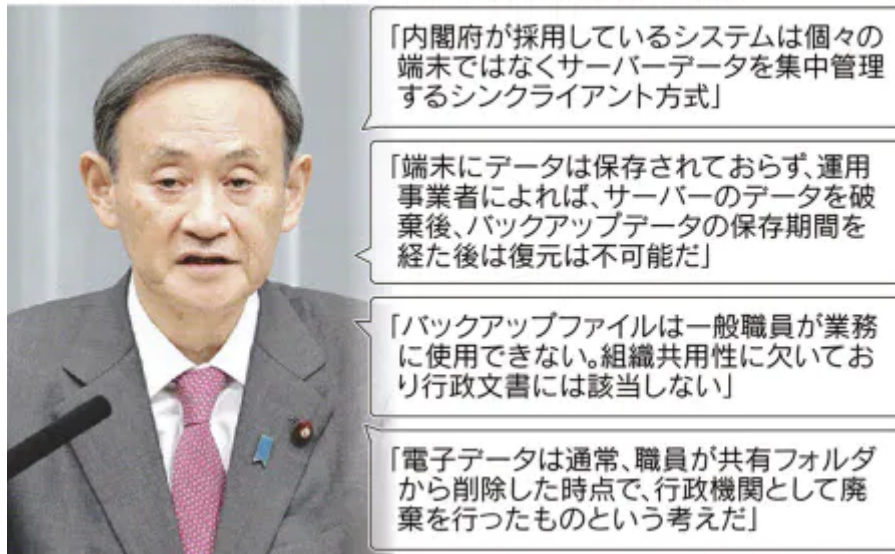 「内閣府が採用しているシステムは個々の
端末ではなくサーバーデータを集中管理
するシンクライアント方式」
「端末にデータは保存されておらず、運用
事業者によれば、サーバーのデータを破
棄後、バックアップデータの保存期間を
経た後は復元は不可能だ」
「バックアップファイルは一般職員が業務
に使用できない。組織共用性に欠いてお
り行政文書には該当しない」
「電子データは通常、職員が共有フォルダ
から削除した時点で、行政機関として廃
棄を行ったものという考えだ」